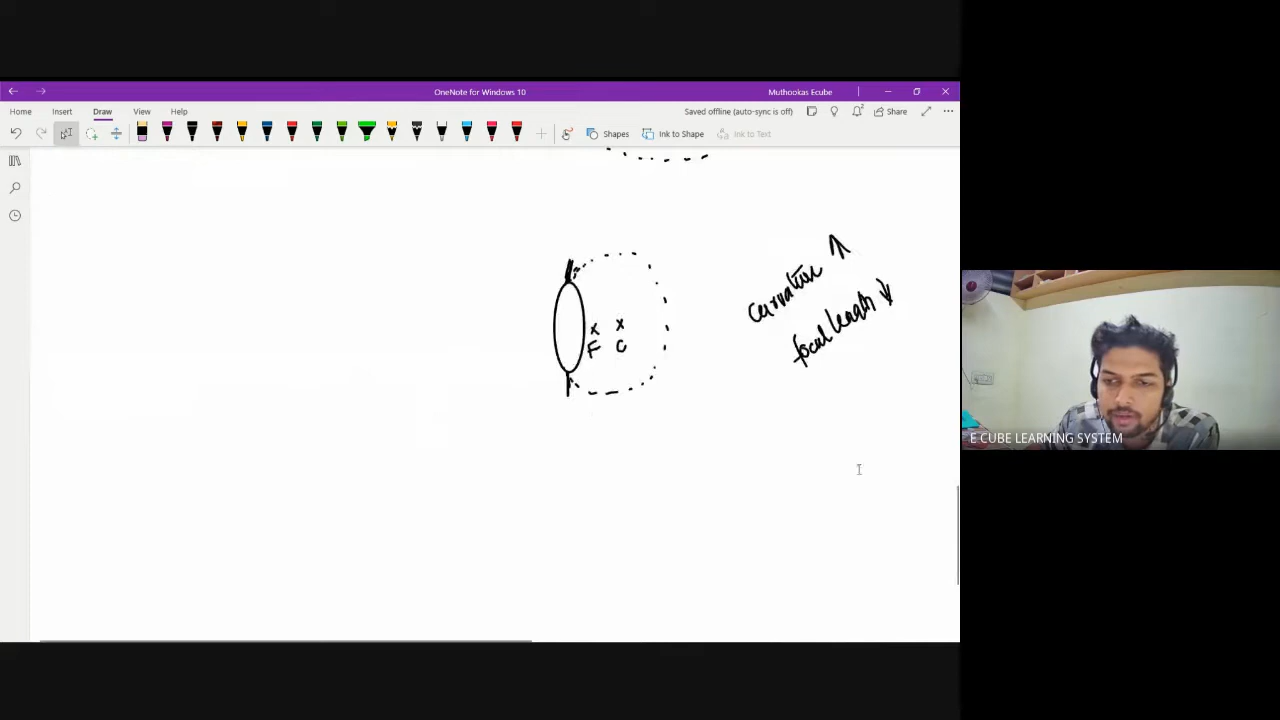 OneNote for Windows 10
Muthookas Ecube
Home Insert Draw View Help
Saved offline (auto-sync is off)
Share
Shapes
Ink to Shape
Ink to Text
curvature ↑
focal length ↓
x x
F C
E CUBE LEARNING SYSTEM